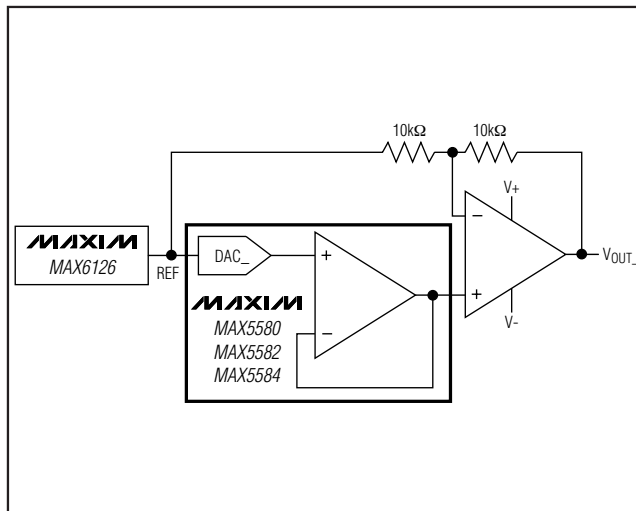 10kΩ 10kΩ
V+
−
MAXIM
MAX6126
REF
DAC_
+
VOUT_
MAXIM
+
MAX5580
−
V-
MAX5582
MAX5584